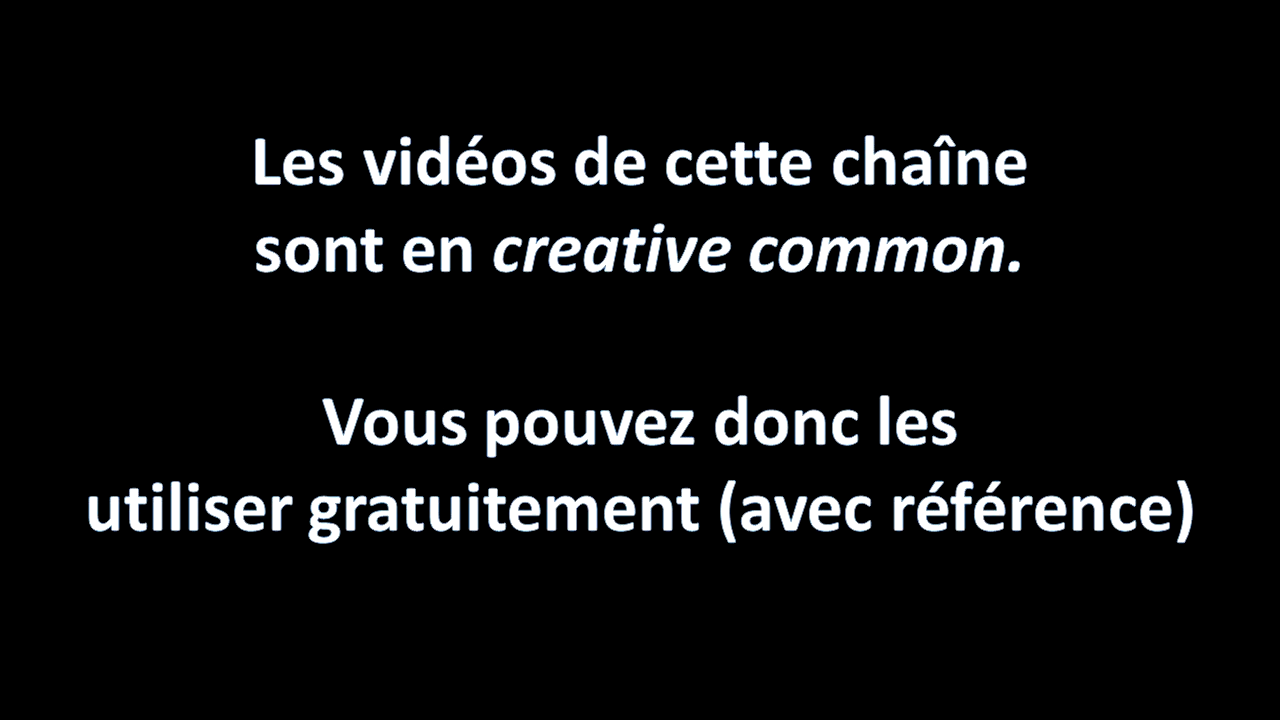 Les vidéos de cette chaîne
sont en creative common.
Vous pouvez donc les
utiliser gratuitement (avec référence)